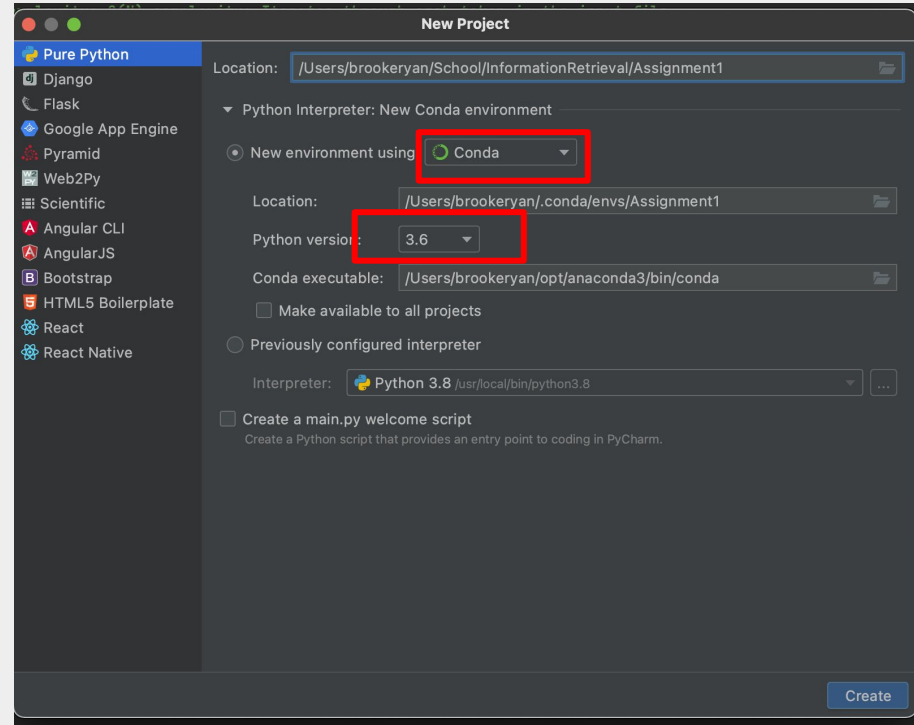 New Project
Pure Python
Django
Flask
Google App Engine
Pyramid
Web2Py
Scientific
Angular CLI
AngularJS
Bootstrap
HTML5 Boilerplate
React
React Native
Location: /Users/brookeryan/School/InformationRetrieval/Assignment1
Python Interpreter: New Conda environment
New environment using Conda
Location: /Users/brookeryan/.conda/envs/Assignment1
Python version: 3.6
Conda executable: /Users/brookeryan/opt/anaconda3/bin/conda
Make available to all projects
Previously configured interpreter
Interpreter: Python 3.8 /usr/local/bin/python3.8
...
Create a main.py welcome script
Create a Python script that provides an entry point to coding in PyCharm.
Create